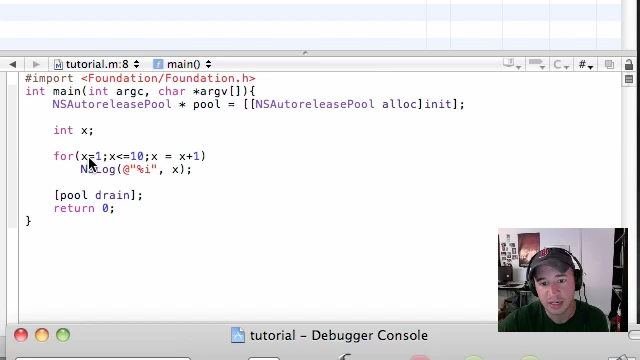 tutorial.m:8 main() #
#import <Foundation/Foundation.h>
int main(int argc, char *argv[]){
NSAutoreleasePool * pool = [[NSAutoreleasePool alloc]init];
int x;
for(x=1;x<=10;x = x+1)
NSLog(@"%i", x);
[pool drain];
return 0;
}
tutorial – Debugger Console